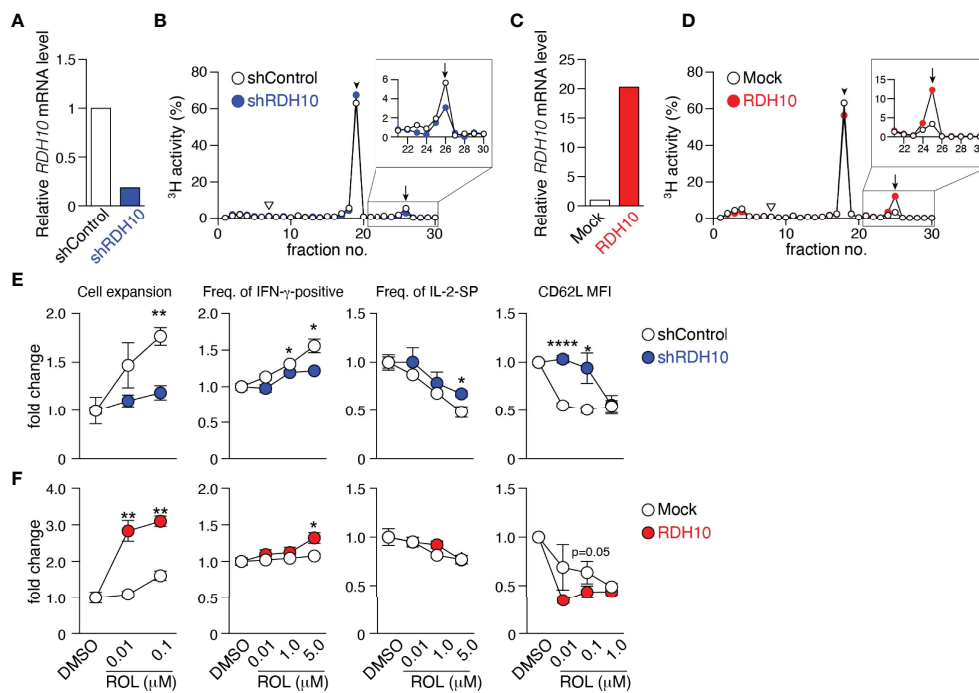 A
B
C
D
Relative RDH10 mRNA level
1.5
1
0.5
0
shControl
shRDH10
³H activity (%)
80
60
40
20
0
0
10
20
30
fraction no.
shControl
shRDH10
6
4
2
0
22 24 26 28 30
Relative RDH10 mRNA level
25
20
15
10
5
0
Mock
RDH10
³H activity (%)
80
60
40
20
0
0
10
20
30
fraction no.
Mock
RDH10
15
10
5
0
22 24 26 28 30
E
Cell expansion
Freq. of IFN-γ-positive
Freq. of IL-2-SP
CD62L MFI
fold change
2.0
1.5
1.0
0
**
2.0
1.5
1.0
0
*
*
1.5
1.0
0.5
0
*
1.5
1.0
0.5
0
****
*
shControl
shRDH10
F
fold change
4.0
3.0
2.0
1.0
0
**
**
2.0
1.5
1.0
0.5
0
*
1.5
1.0
0.5
0
1.5
1.0
0.5
0
p=0.05
Mock
RDH10
DMSO 0.01 0.1
ROL (μM)
DMSO 0.01 1.0 5.0
ROL (μM)
DMSO 0.01 1.0 5.0
ROL (μM)
DMSO 0.01 0.1 1.0
ROL (μM)